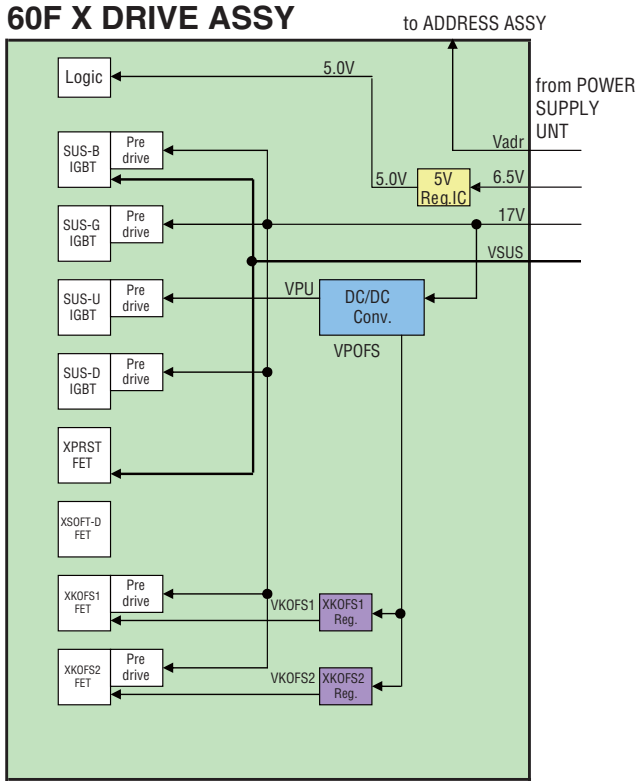 60F X DRIVE ASSY
to ADDRESS ASSY
from POWER
SUPPLY
UNT
Logic
5.0V
Vadr
SUS-B
IGBT
Pre
drive
5.0V
5V
Reg.IC
6.5V
SUS-G
IGBT
Pre
drive
17V
VSUS
SUS-U
IGBT
Pre
drive
VPU
DC/DC
Conv.
VPOFS
SUS-D
IGBT
Pre
drive
XPRST
FET
XSOFT-D
FET
XKOFS1
FET
Pre
drive
VKOFS1
XKOFS1
Reg.
XKOFS2
FET
Pre
drive
VKOFS2
XKOFS2
Reg.